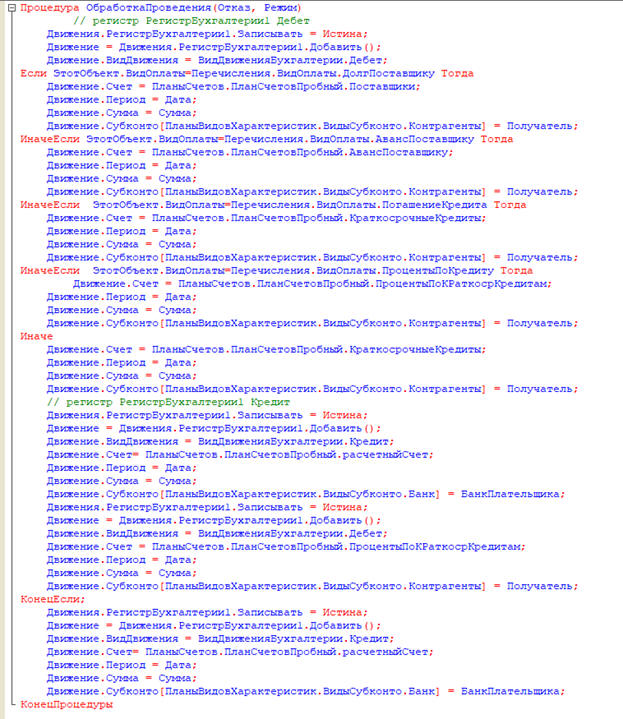 Процедура ОбработкаПроведения(Отказ, Режим)
// регистр РегистрБухгалтерии1 Дебет
Движения.РегистрБухгалтерии1.Записывать = Истина;
Движение = Движения.РегистрБухгалтерии1.Добавить();
Движение.ВидДвижения = ВидДвиженияБухгалтерии.Дебет;
Если ЭтотОбъект.ВидОплаты=Перечисления.ВидОплаты.ДолгПоставщику Тогда
Движение.Счет = ПланыСчетов.ПланСчетовПробный.Поставщики;
Движение.Период = Дата;
Движение.Сумма = Сумма;
Движение.Субконто[ПланыВидовХарактеристик.ВидыСубконто.Контрагенты] = Получатель;
ИначеЕсли ЭтотОбъект.ВидОплаты=Перечисления.ВидОплаты.АвансПоставщику Тогда
Движение.Счет = ПланыСчетов.ПланСчетовПробный.АвансПоставщику;
Движение.Период = Дата;
Движение.Сумма = Сумма;
Движение.Субконто[ПланыВидовХарактеристик.ВидыСубконто.Контрагенты] = Получатель;
ИначеЕсли ЭтотОбъект.ВидОплаты=Перечисления.ВидОплаты.ПогашениеКредита Тогда
Движение.Счет = ПланыСчетов.ПланСчетовПробный.КраткосрочныеКредиты;
Движение.Период = Дата;
Движение.Сумма = Сумма;
Движение.Субконто[ПланыВидовХарактеристик.ВидыСубконто.Контрагенты] = Получатель;
ИначеЕсли ЭтотОбъект.ВидОплаты=Перечисления.ВидОплаты.ПроцентыПоКредиту Тогда
Движение.Счет = ПланыСчетов.ПланСчетовПробный.ПроцентыПоКРаткосрКредитам;
Движение.Период = Дата;
Движение.Сумма = Сумма;
Движение.Субконто[ПланыВидовХарактеристик.ВидыСубконто.Контрагенты] = Получатель;
Иначе
Движение.Счет = ПланыСчетов.ПланСчетовПробный.КраткосрочныеКредиты;
Движение.Период = Дата;
Движение.Сумма = Сумма;
Движение.Субконто[ПланыВидовХарактеристик.ВидыСубконто.Контрагенты] = Получатель;
// регистр РегистрБухгалтерии1 Кредит
Движения.РегистрБухгалтерии1.Записывать = Истина;
Движение = Движения.РегистрБухгалтерии1.Добавить();
Движение.ВидДвижения = ВидДвиженияБухгалтерии.Кредит;
Движение.Счет= ПланыСчетов.ПланСчетовПробный.расчетныйСчет;
Движение.Период = Дата;
Движение.Сумма = Сумма;
Движение.Субконто[ПланыВидовХарактеристик.ВидыСубконто.Банк] = БанкПлательщика;
Движения.РегистрБухгалтерии1.Записывать = Истина;
Движение = Движения.РегистрБухгалтерии1.Добавить();
Движение.ВидДвижения = ВидДвиженияБухгалтерии.Дебет;
Движение.Счет = ПланыСчетов.ПланСчетовПробный.ПроцентыПоКРаткосрКредитам;
Движение.Период = Дата;
Движение.Сумма = Сумма;
Движение.Субконто[ПланыВидовХарактеристик.ВидыСубконто.Контрагенты] = Получатель;
КонецЕсли;
Движения.РегистрБухгалтерии1.Записывать = Истина;
Движение = Движения.РегистрБухгалтерии1.Добавить();
Движение.ВидДвижения = ВидДвиженияБухгалтерии.Кредит;
Движение.Счет= ПланыСчетов.ПланСчетовПробный.расчетныйСчет;
Движение.Период = Дата;
Движение.Сумма = Сумма;
Движение.Субконто[ПланыВидовХарактеристик.ВидыСубконто.Банк] = БанкПлательщика;
КонецПроцедуры